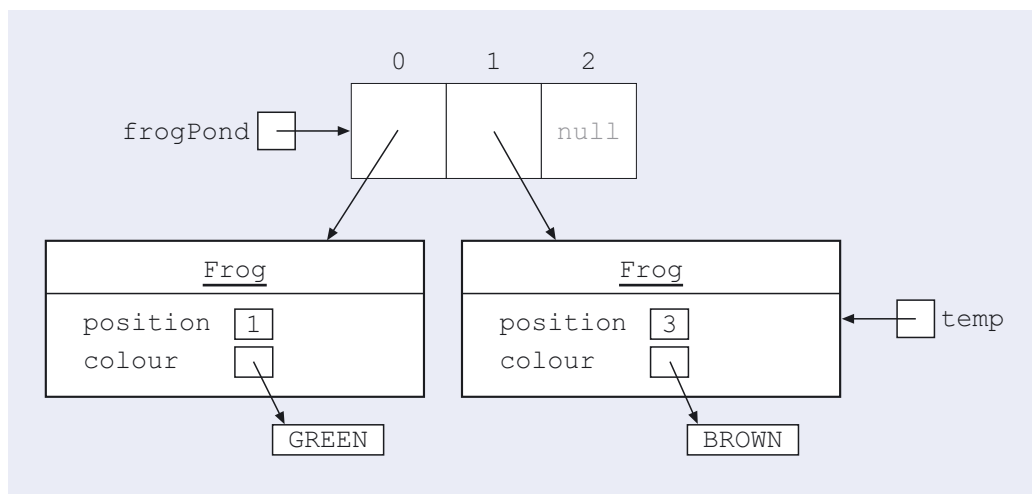 0 1 2
frogPond null
Frog Frog
position 1 position 3
temp
colour colour
GREEN BROWN